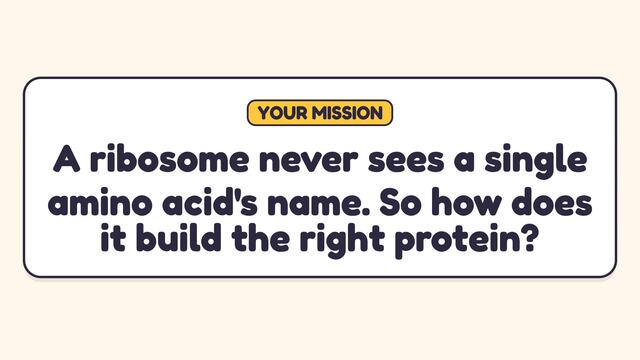 YOUR MISSION
A ribosome never sees a single
amino acid's name. So how does
it build the right protein?